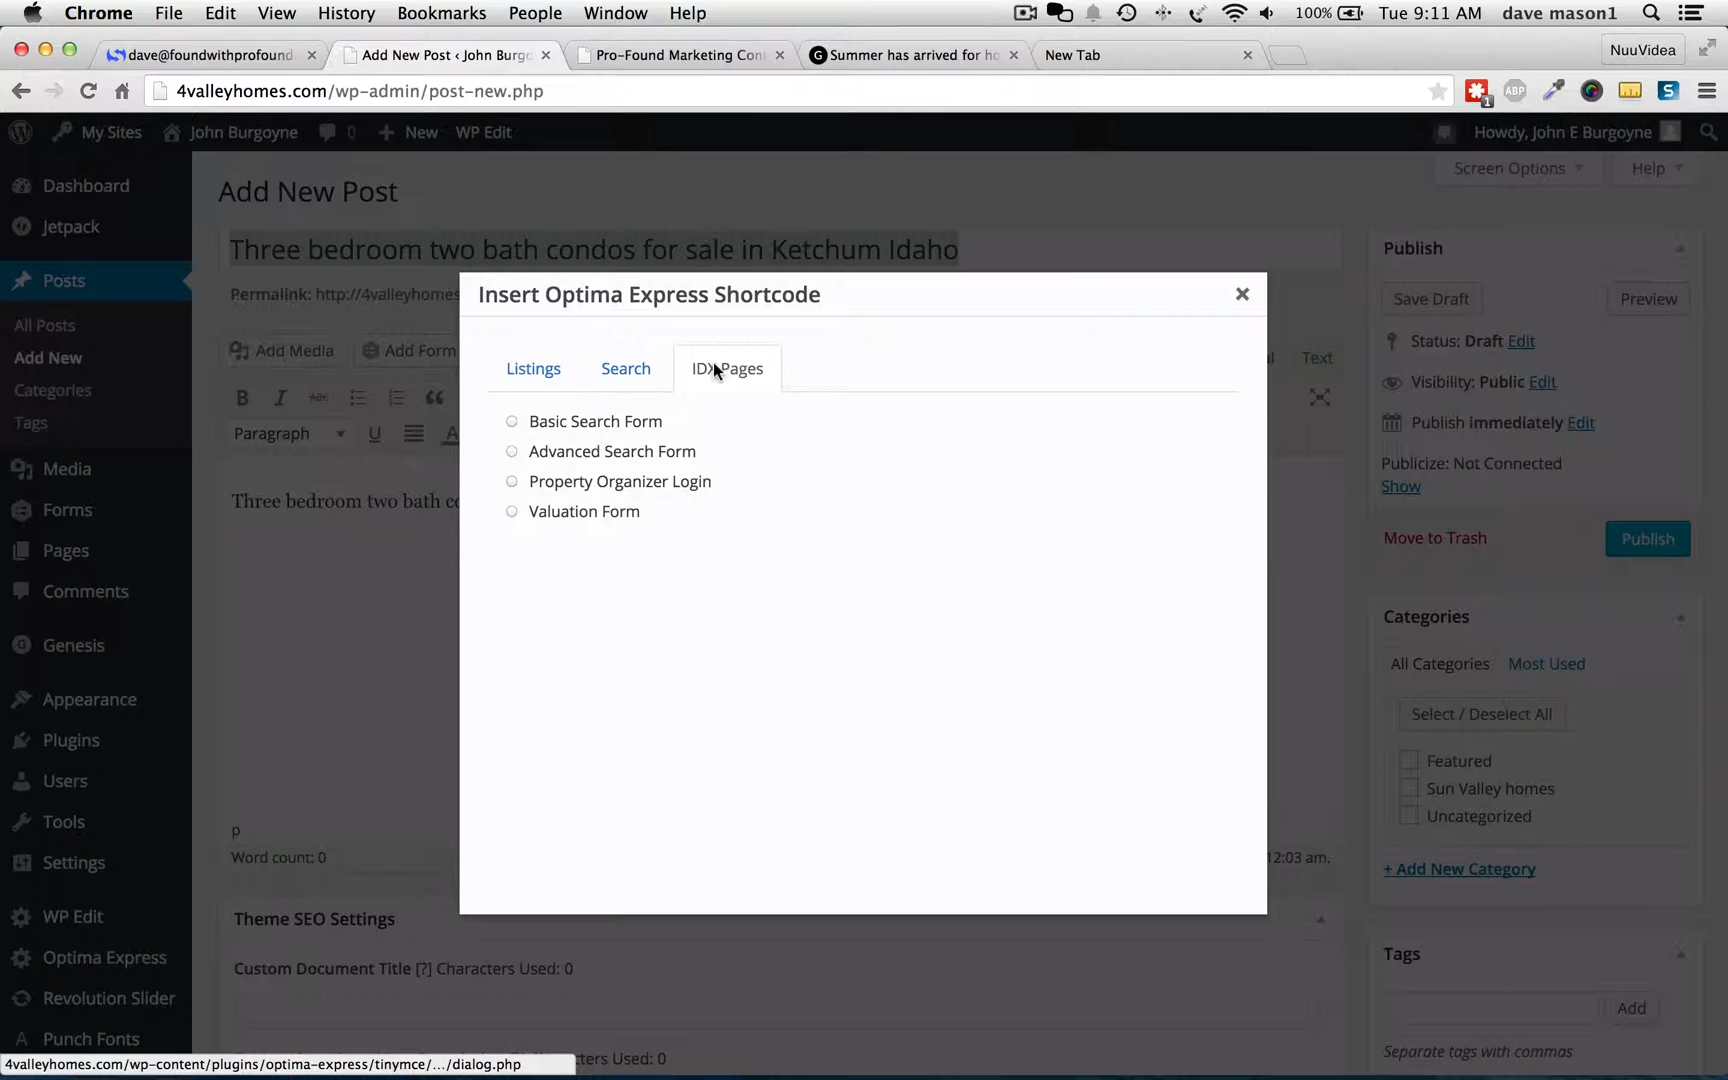 Chrome File Edit View History Bookmarks People Window Help 100% Tue 9:11 AM dave mason1
dave@foundwithprofound. Add New Post ‹ John Burgo Pro-Found Marketing Con Summer has arrived for ho New Tab NuuVidea
4valleyhomes.com/wp-admin/post-new.php 1 ABP S
My Sites John Burgoyne 0 New WP Edit Howdy, John E Burgoyne
Screen Options Help
Dashboard
Jetpack
Posts
All Posts
Add New
Categories
Tags
Media
Forms
Pages
Comments
Genesis
Appearance
Plugins
Users
Tools
Settings
WP Edit
Optima Express
Revolution Slider
Punch Fonts
Add New Post
Three bedroom two bath condos for sale in Ketchum Idaho
Permalink: http://4valleyhomes
Add Media Add Form Text
B I ABC
Paragraph U A
Three bedroom two bath co
p
Word count: 0 12:03 am.
Insert Optima Express Shortcode
Listings Search IDX Pages
Basic Search Form
Advanced Search Form
Property Organizer Login
Valuation Form
Theme SEO Settings
Custom Document Title [?] Characters Used: 0
cters Used: 0
Publish
Save Draft Preview
Status: Draft Edit
Visibility: Public Edit
Publish Immediately Edit
Publicize: Not Connected
Show
Move to Trash Publish
Categories
All Categories Most Used
Select / Deselect All
Featured
Sun Valley homes
Uncategorized
+ Add New Category
Tags
Add
Separate tags with commas
4valleyhomes.com/wp-content/plugins/optima-express/tinymce/.../dialog.php